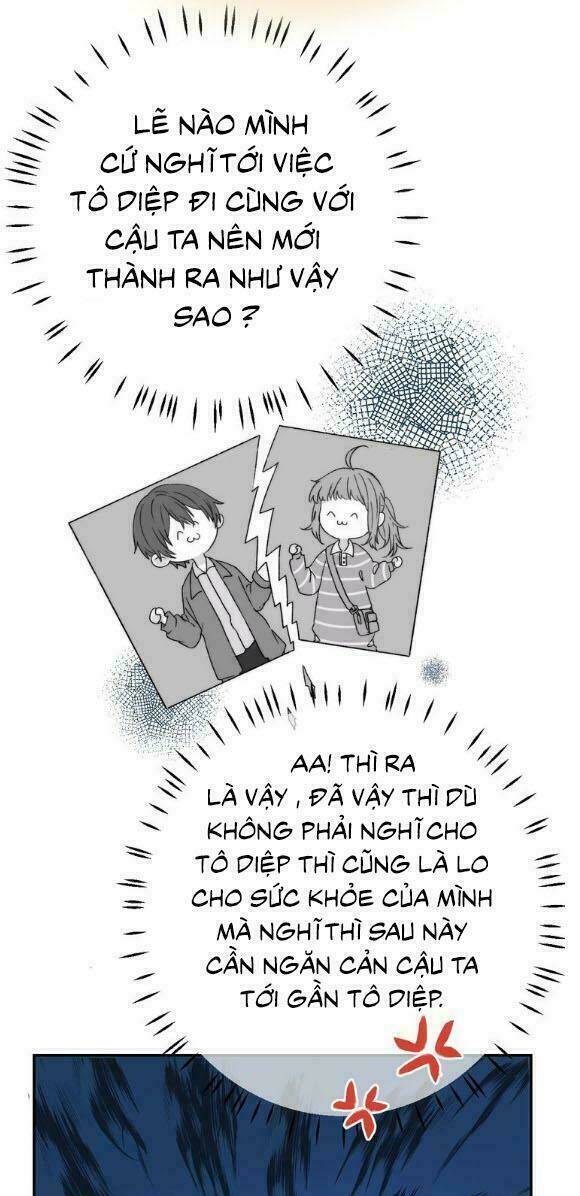 LẼ NÀO MÌNH
CỨ NGHĨ TỚI VIỆC
TÔ DIỆP ĐI CÙNG VỚI
CẬU TA NÊN MỚI
THÀNH RA NHƯ VẬY
SAO ?
AA! THÌ RA
LÀ VẬY , ĐÃ VẬY THÌ DÙ
KHÔNG PHẢI NGHĨ CHO
TÔ DIỆP THÌ CŨNG LÀ LO
CHO SỨC KHỎE CỦA MÌNH
MÀ NGHĨ THÌ SAU NÀY
CẦN NGĂN CẢN CẬU TA
TỚI GẦN TÔ DIỆP.